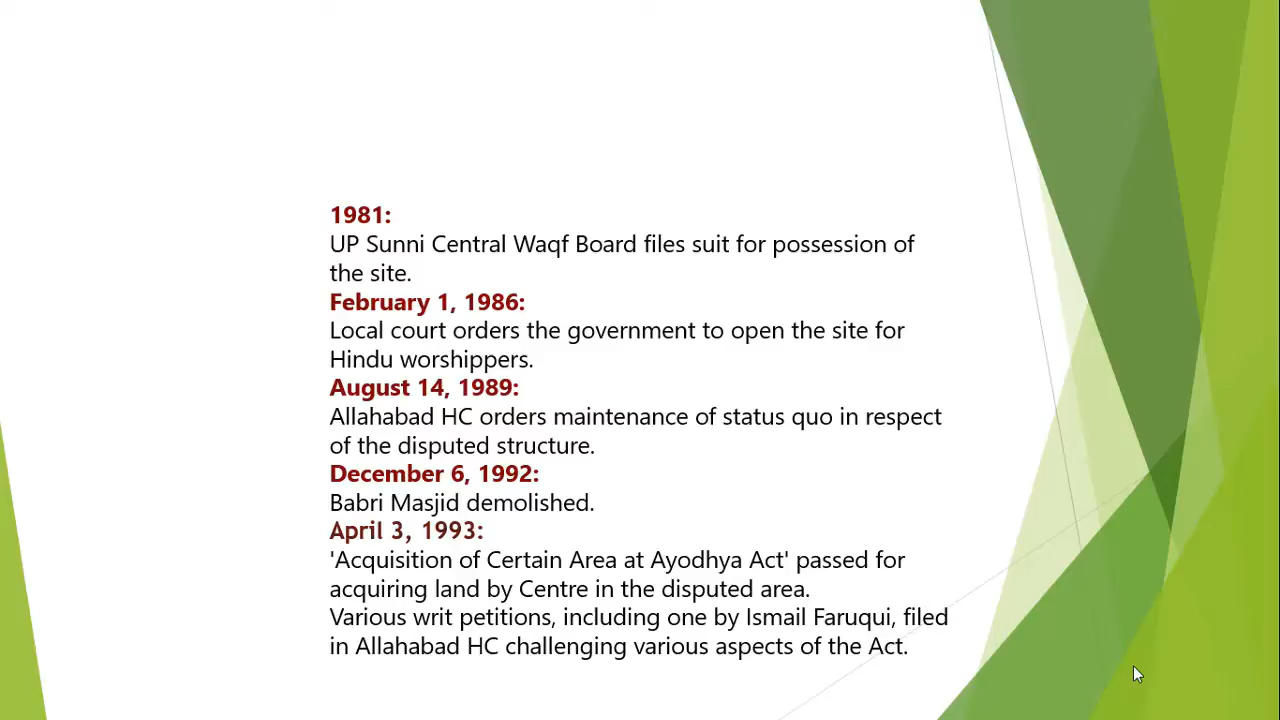 1981:
UP Sunni Central Waqf Board files suit for possession of
the site.
February 1, 1986:
Local court orders the government to open the site for
Hindu worshippers.
August 14, 1989:
Allahabad HC orders maintenance of status quo in respect
of the disputed structure.
December 6, 1992:
Babri Masjid demolished.
April 3, 1993:
'Acquisition of Certain Area at Ayodhya Act' passed for
acquiring land by Centre in the disputed area.
Various writ petitions, including one by Ismail Faruqui, filed
in Allahabad HC challenging various aspects of the Act.